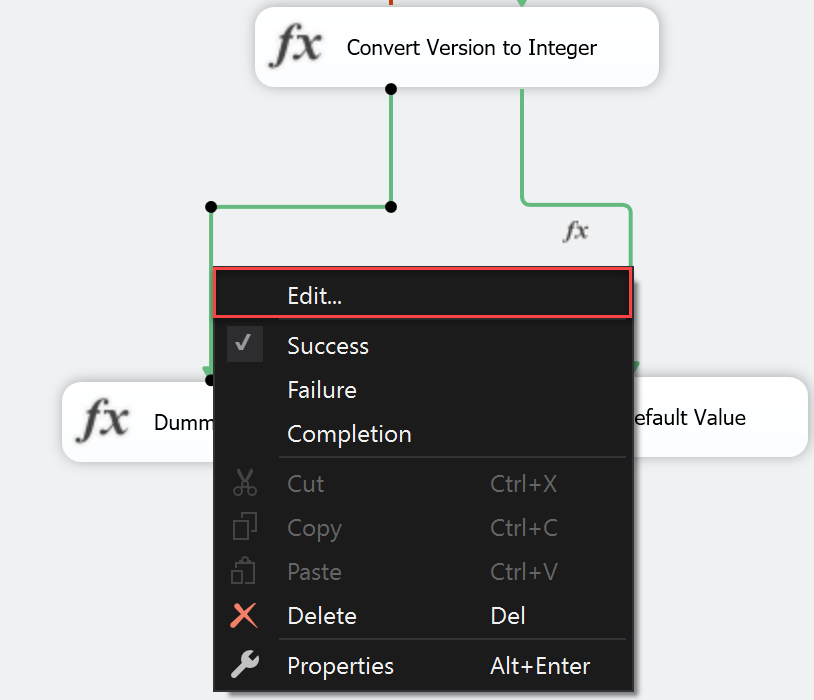 fx Convert Version to Integer
fx
Edit...
Success
Failure
Completion
fx Dumm
efault Value
Cut Ctrl+X
Copy Ctrl+C
Paste Ctrl+V
Delete Del
Properties Alt+Enter